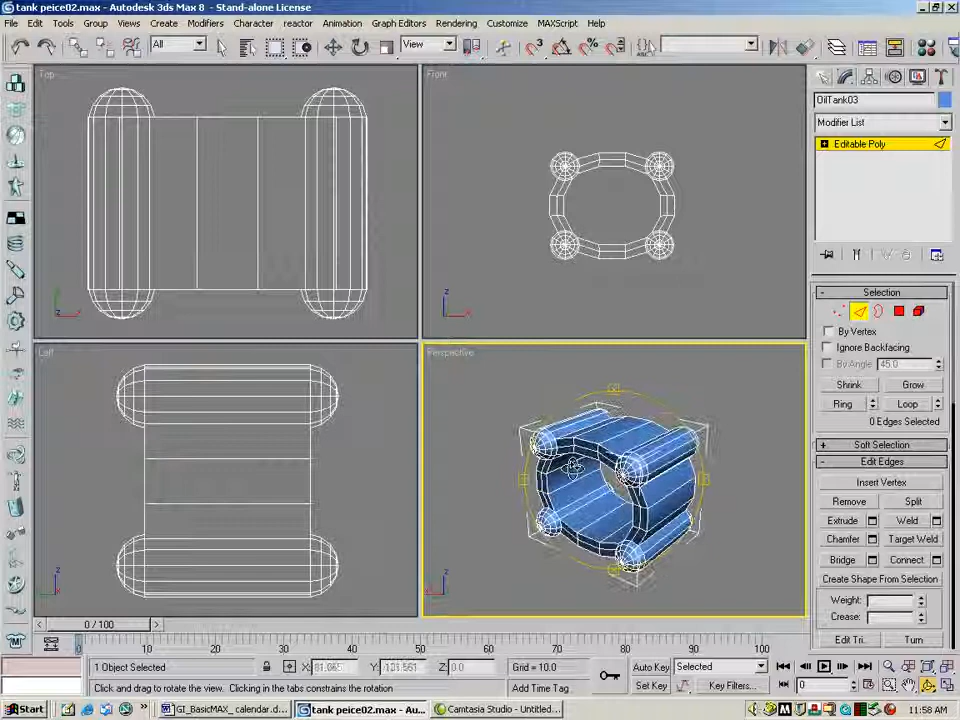 tank peice02.max - Autodesk 3ds Max 8 - Stand-alone License
File Edit Tools Group Views Create Modifiers Character reactor Animation Graph Editors Rendering Customize MAXScript Help
All View
Top
Front
Left
Perspective
OilTank03
Modifier List
Editable Poly
Selection
By Vertex
Ignore Backfacing
By Angle 45.0
Shrink Grow
Ring Loop
0 Edges Selected
Soft Selection
Edit Edges
Insert Vertex
Remove Split
Extrude Weld
Chamfer Target Weld
Bridge Connect
Create Shape From Selection
Weight:
Crease:
Edit Tri. Turn
0 / 100
0 10 20 30 40 50 60 70 80 90 100
1 Object Selected X: Y: Z: 0.0 Grid = 10.0 Auto Key Selected
Click and drag to rotate the view. Clicking in the tabs constrains the rotation Add Time Tag Set Key Key Filters... 0
Start GI_BasicMAX_ calendar.d... tank peice02.max - Au... Camtasia Studio - Untitled... 11:58 AM